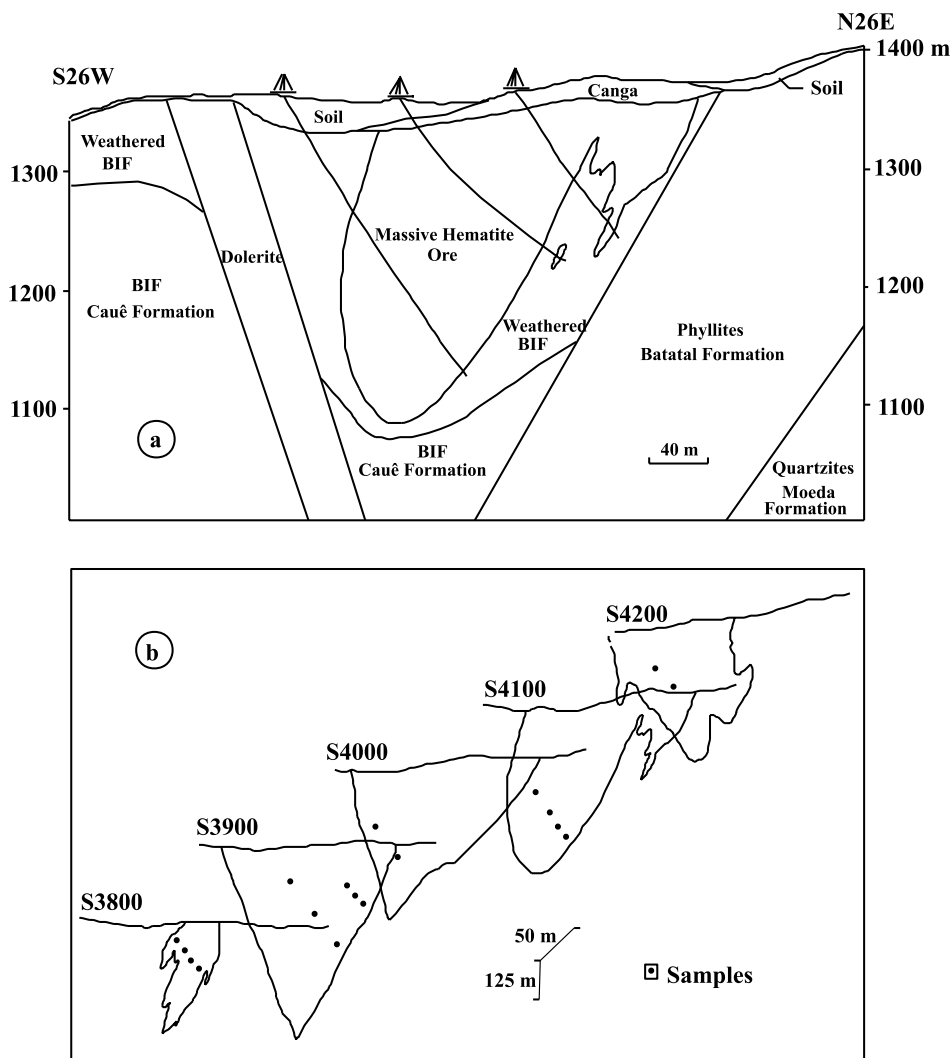 N26E
S26W
1400 m
Soil
Canga
Soil
Weathered
BIF
1300
1300
Massive Hematite
Ore
Dolerite
1200
1200
BIF
Cauê Formation
Weathered
BIF
Phyllites
Batatal Formation
1100
1100
a
BIF
Cauê Formation
40 m
Quartzites
Moeda
Formation
b
S4200
S4100
S4000
S3900
S3800
50 m
125 m
Samples